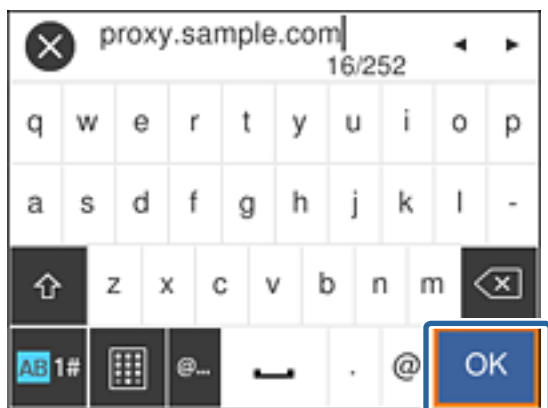 proxy.sample.com
16/252
q w e r t y u i o p
a s d f g h j k l -
z x c v b n m
AB 1# @... . @ OK